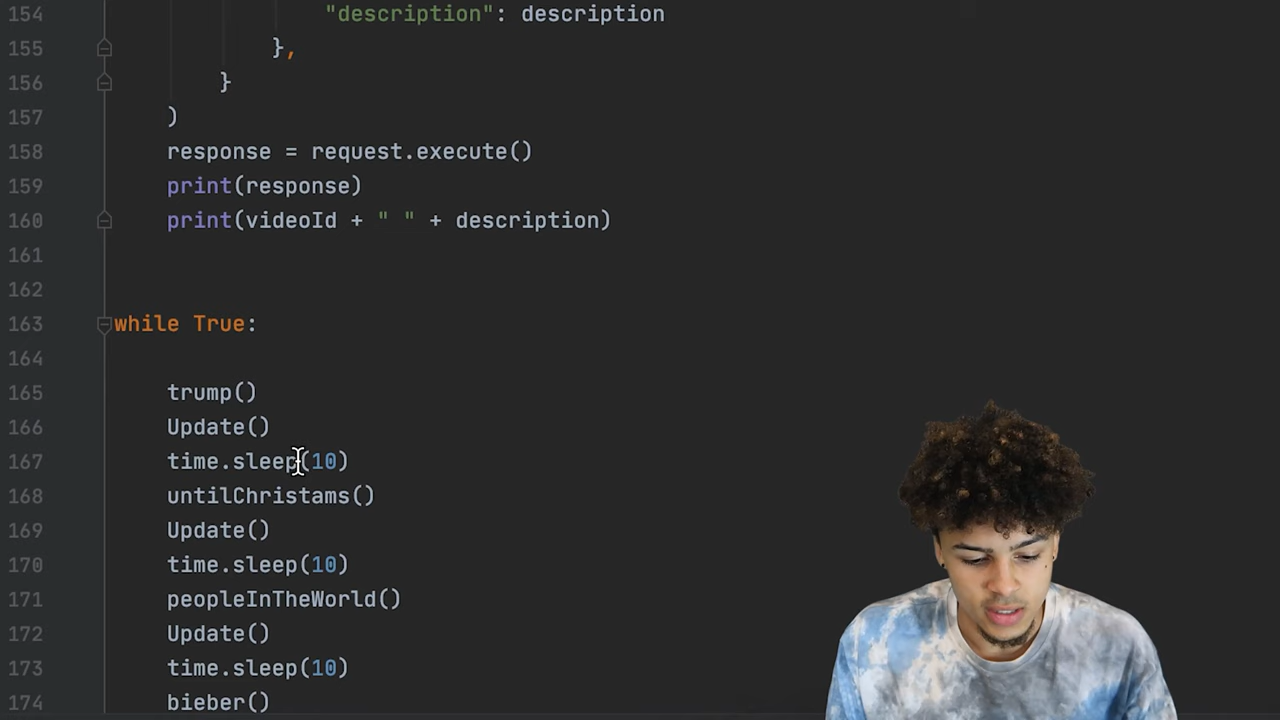 154 "description": description
155 },
156 }
157 )
158 response = request.execute()
159 print(response)
160 print(videoId + " " + description)
161
162
163 while True:
164
165 trump()
166 Update()
167 time.sleep(10)
168 untilChristams()
169 Update()
170 time.sleep(10)
171 peopleInTheWorld()
172 Update()
173 time.sleep(10)
174 bieber()